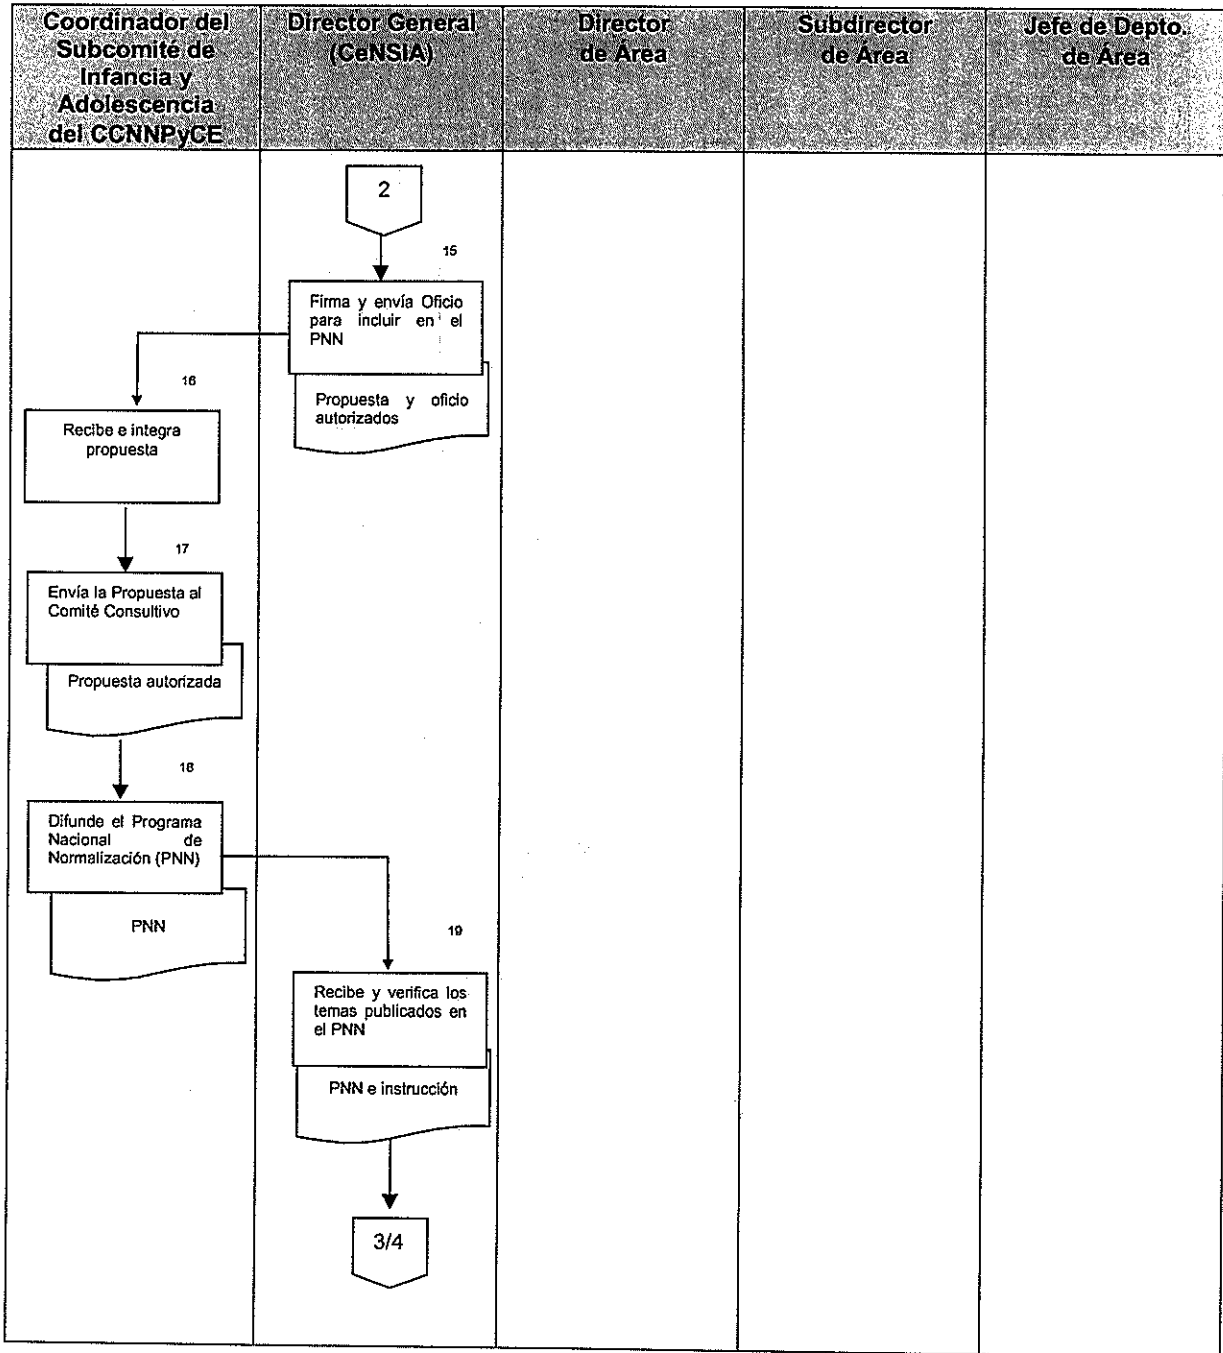 Coordinador del
Subcomité de
Infancia y
Adolescencia
del CCNNPyCE
Director General
(CeNSIA)
Director
de Área
Subdirector
de Área
Jefe de Depto.
de Área
2
15
Firma y envía Oficio
para incluir en el
PNN
Propuesta y oficio
autorizados
16
Recibe e integra
propuesta
17
Envía la Propuesta al
Comité Consultivo
Propuesta autorizada
18
Difunde el Programa
Nacional de
Normalización (PNN)
PNN
19
Recibe y verifica los
temas publicados en
el PNN
PNN e instrucción
3/4